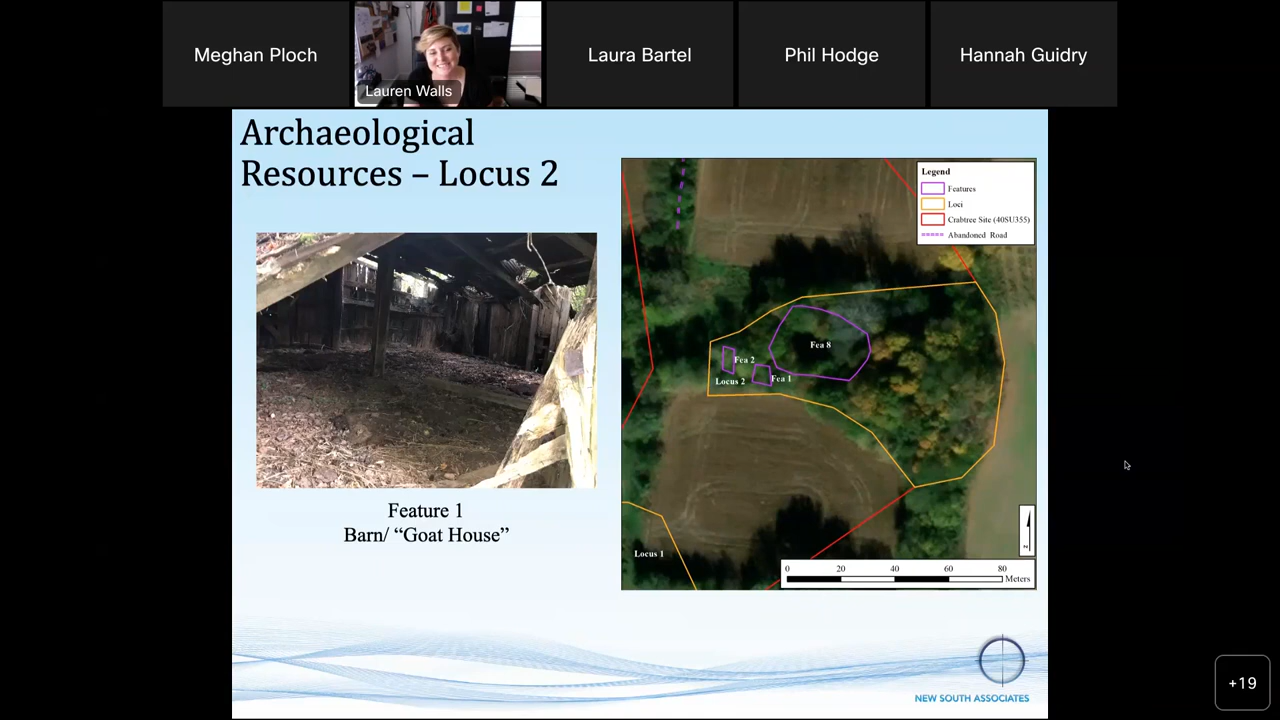 Meghan Ploch
Lauren Walls
Laura Bartel
Phil Hodge
Hannah Guidry
Archaeological
Resources – Locus 2
Feature 1
Barn/ “Goat House”
Legend
Features
Loci
Crabtree Site (40SU355)
Abandoned Road
Fea 8
Fea 2
Locus 2
Fea 1
Locus 1
N
0 20 40 60 80
Meters
NEW SOUTH ASSOCIATES
+19